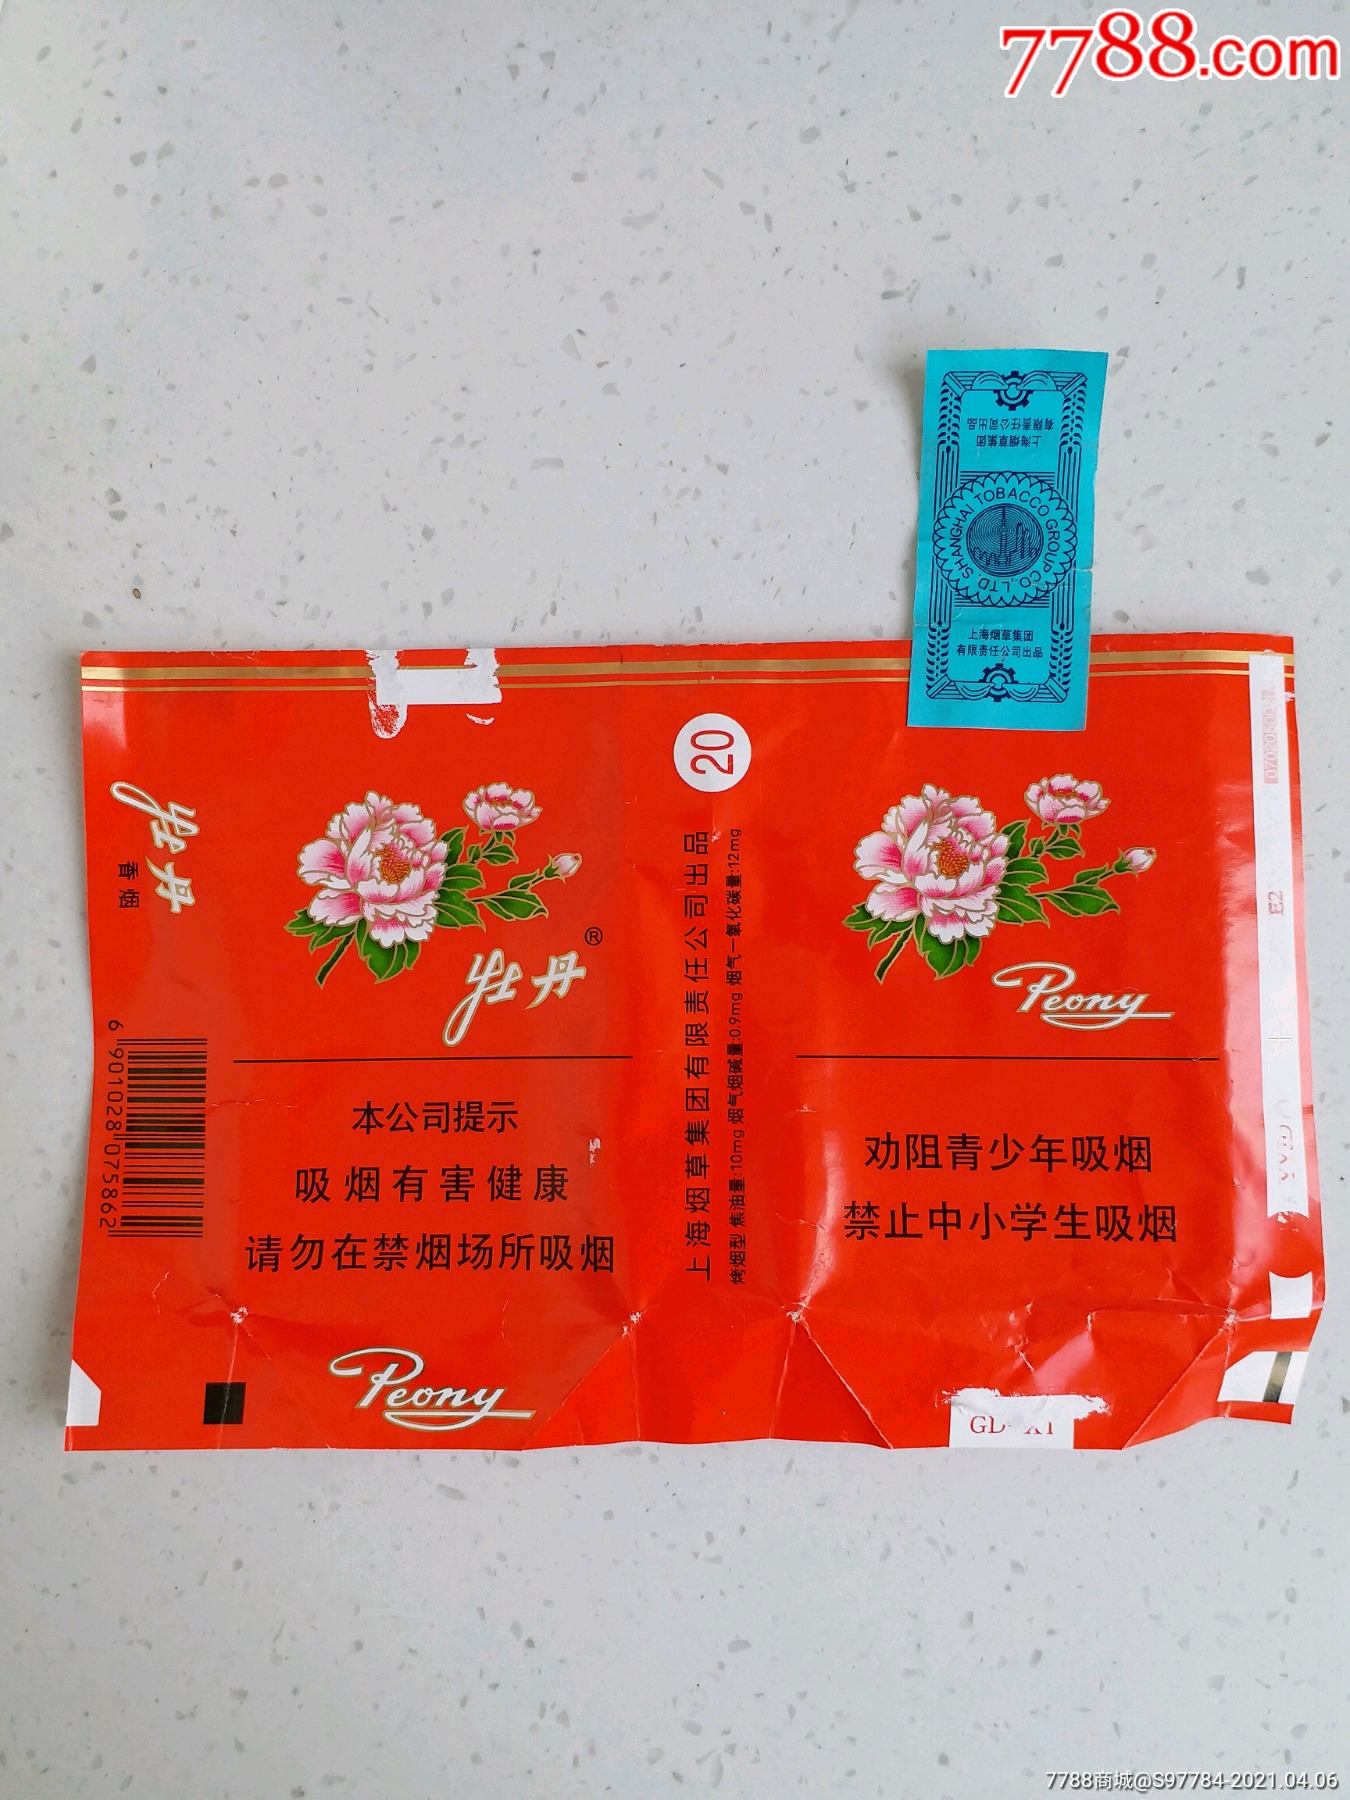 7788.com
上海烟草集团
有限责任公司出品
SHANGHAI TOBACCO GROUP CO.,LTD
上海烟草集团
有限责任公司出品
牡丹
香烟
6 901028 075862
牡丹®
本公司提示
吸烟有害健康
请勿在禁烟场所吸烟
Peony
20
上海烟草集团有限责任公司出品
烤烟型 焦油量:10mg 烟气烟碱量:0.9mg 烟气一氧化碳量:12mg
Peony
劝阻青少年吸烟
禁止中小学生吸烟
E2
7788商城@S97784-2021.04.06